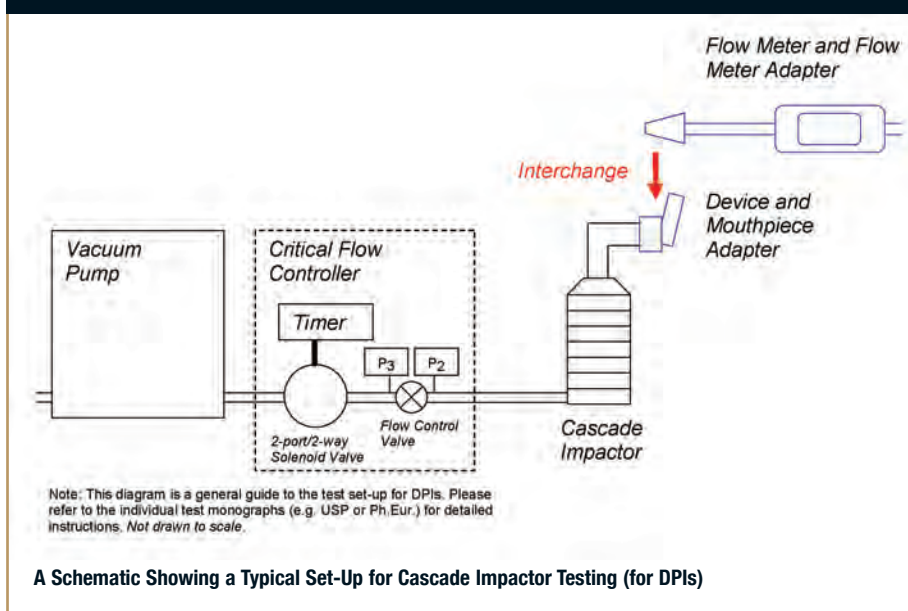 Flow Meter and Flow
Meter Adapter
Interchange
Device and
Mouthpiece
Adapter
Vacuum
Pump
Critical Flow
Controller
Timer
P3
P2
2-port/2-way
Solenoid Valve
Flow Control
Valve
Cascade
Impactor
Note: This diagram is a general guide to the test set-up for DPIs. Please
refer to the individual test monographs (e.g. USP or Ph.Eur.) for detailed
instructions. Not drawn to scale.
A Schematic Showing a Typical Set-Up for Cascade Impactor Testing (for DPIs)